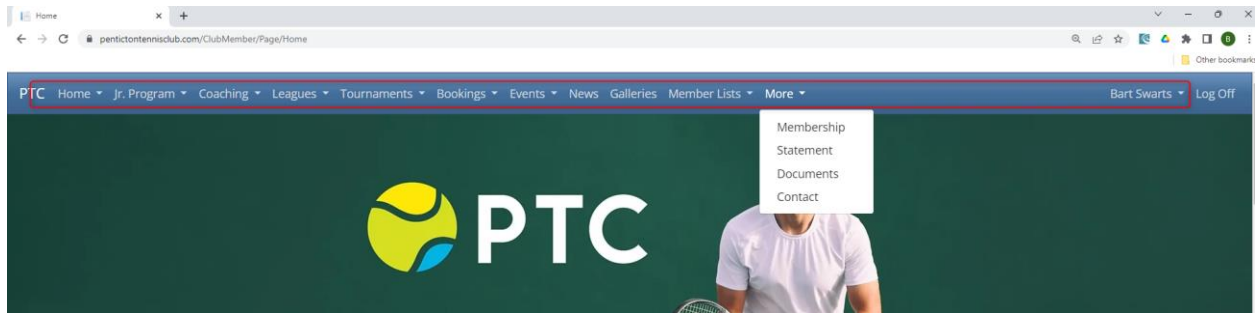 Home
pentictontennisclub.com/ClubMember/Page/Home
B
Other bookmarks
PTC Home Jr. Program Coaching Leagues Tournaments Bookings Events News Galleries Member Lists More Bart Swarts Log Off
Membership
Statement
Documents
Contact
PTC